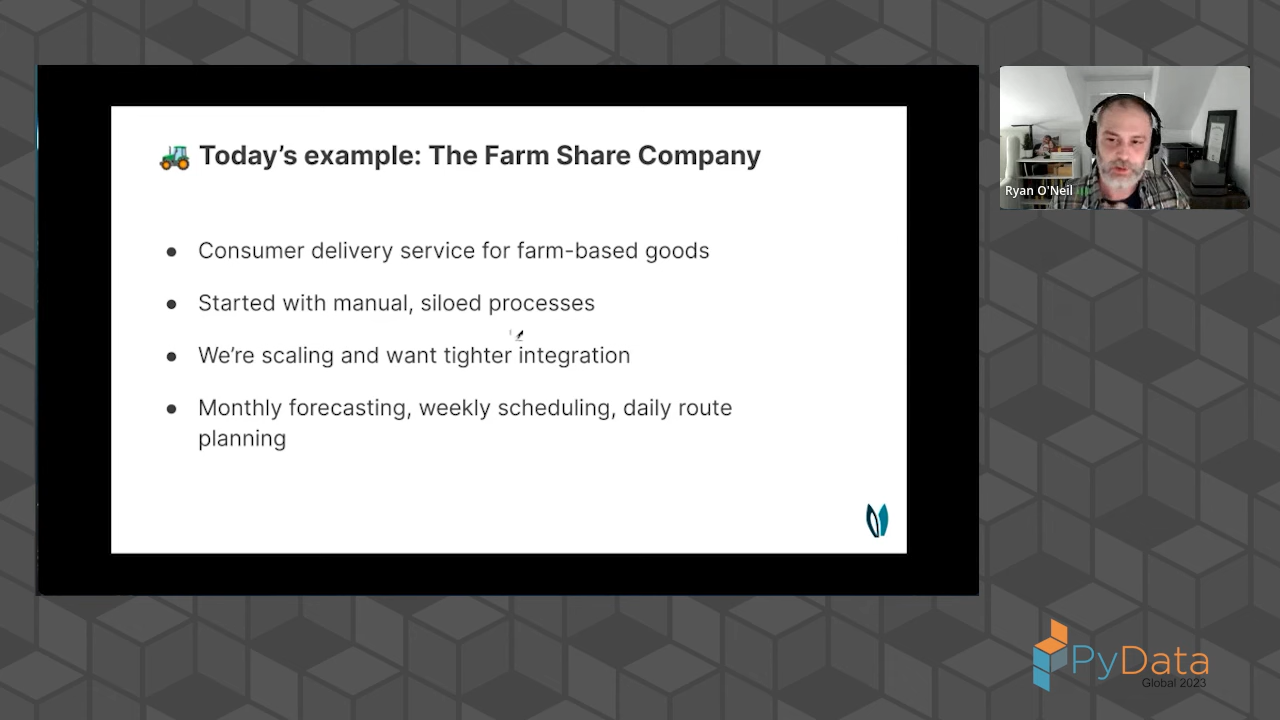 Today’s example: The Farm Share Company
Consumer delivery service for farm-based goods
Started with manual, siloed processes
We’re scaling and want tighter integration
Monthly forecasting, weekly scheduling, daily route
planning
Ryan O'Neil
PyData
Global 2023